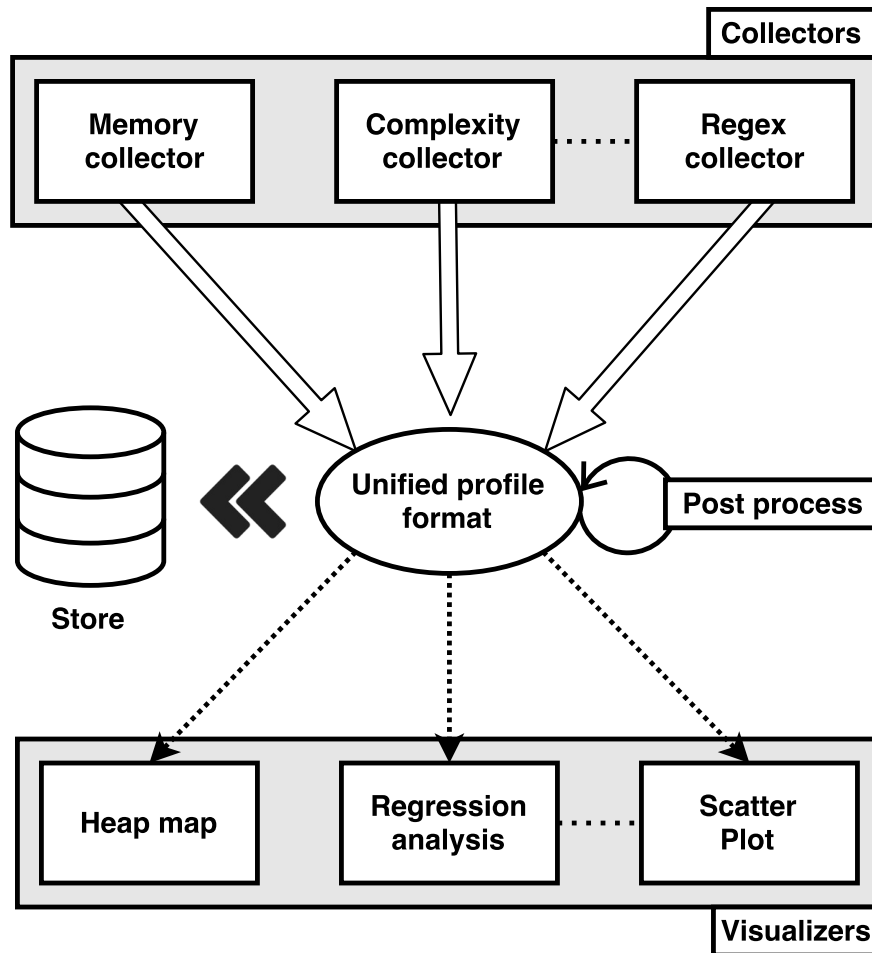 Collectors
Memory
collector
Complexity
collector
Regex
collector
Unified profile
format
Post process
Store
Heap map
Regression
analysis
Scatter
Plot
Visualizers